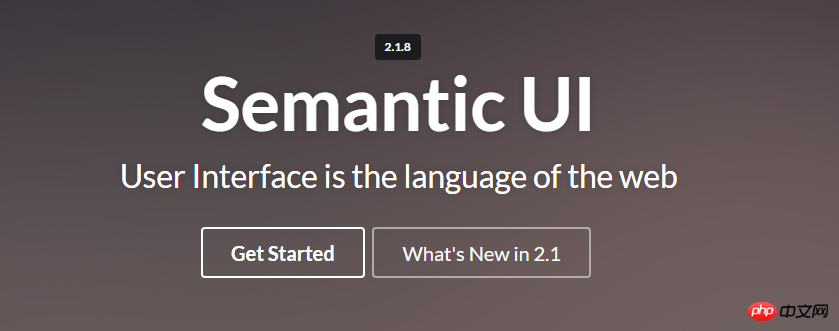 2.1.8
Semantic UI
User Interface is the language of the web
Get Started
What's New in 2.1
php 中文网